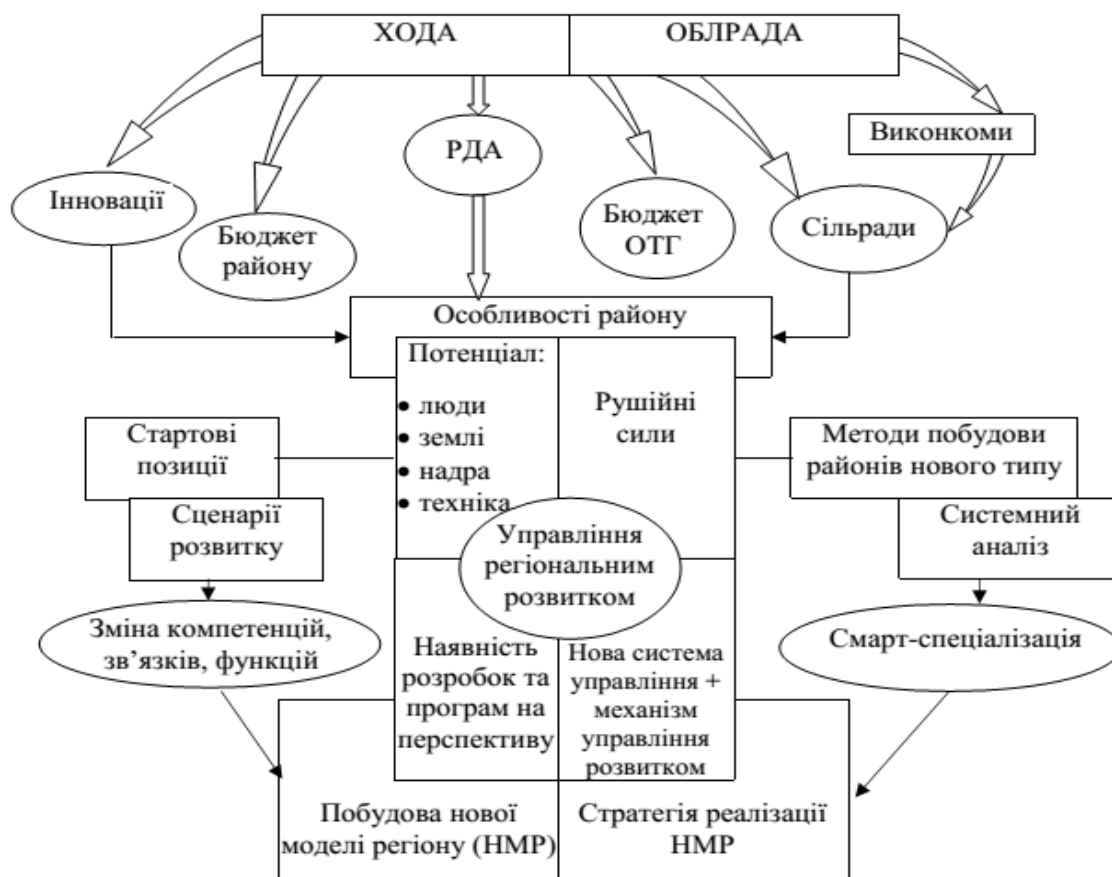 ХОДА
ОБЛРАДА
Виконкоми
РДА
Інновації
Бюджет
району
Бюджет
ОТГ
Сільради
Особливості району
Потенціал:
• люди
• землі
• надра
• техніка
Рушійні
сили
Стартові
позиції
Сценарії
розвитку
Методи побудови
районів нового типу
Системний
аналіз
Управління
регіональним
розвитком
Зміна компетенцій,
зв’язків, функцій
Смарт-спеціалізація
Наявність
розробок та
програм на
перспективу
Нова система
управління +
механізм
управління
розвитком
Побудова нової
моделі регіону (НМР)
Стратегія реалізації
НМР